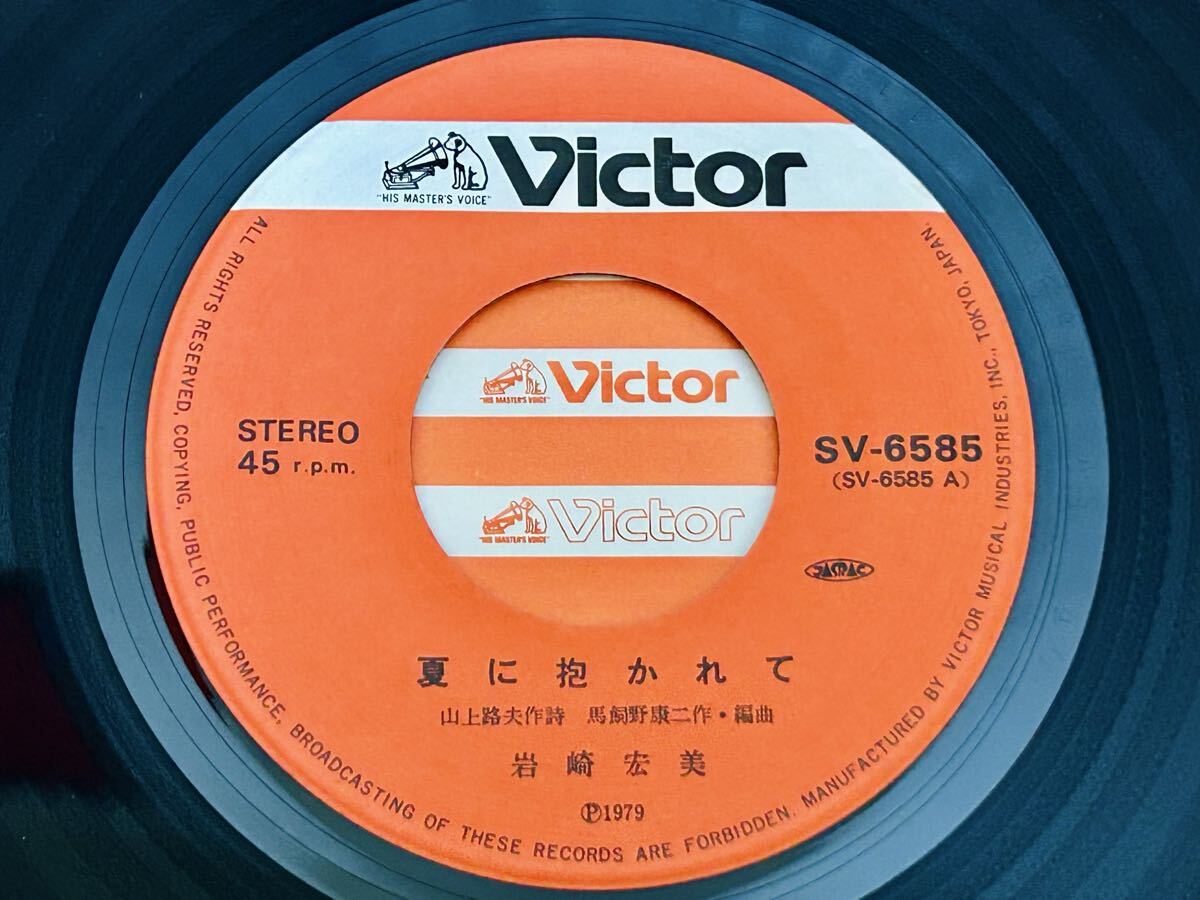 "HIS MASTER'S VOICE" Victor
"HIS MASTER'S VOICE" Victor
"HIS MASTER'S VOICE" Victor
STEREO
45 r.p.m.
SV-6585
(SV-6585 A)
JASRAC
夏に抱かれて
山上路夫作詩 馬飼野康二作・編曲
岩崎宏美
Ⓟ1979
ALL RIGHTS RESERVED, COPYING, PUBLIC PERFORMANCE, BROADCASTING OF THESE RECORDS ARE FORBIDDEN. MANUFACTURED BY VICTOR MUSICAL INDUSTRIES, INC., TOKYO, JAPAN.